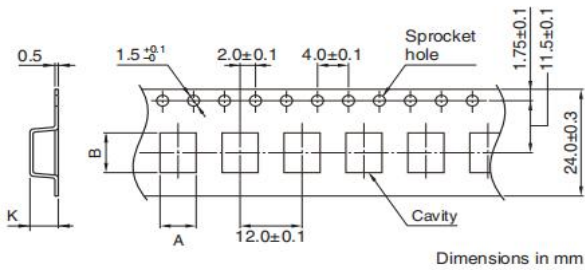 Sprocket
hole
0.5
1.5 +0.1 -0
2.0±0.1
4.0±0.1
1.75±0.1
11.5±0.1
24.0±0.3
B
K
A
12.0±0.1
Cavity
Dimensions in mm